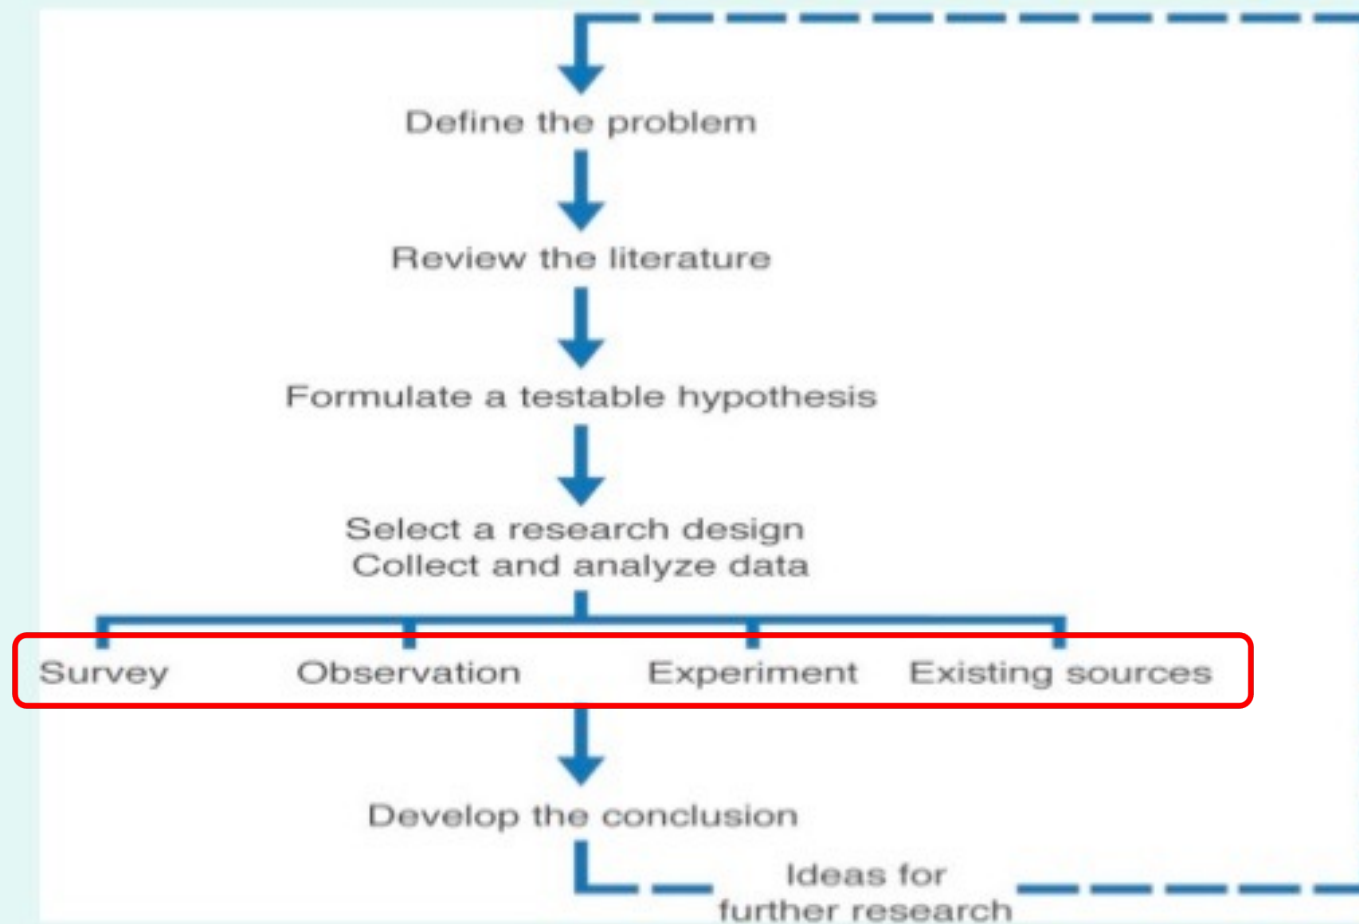 Define the problem
Review the literature
Formulate a testable hypothesis
Select a research design
Collect and analyze data
Survey Observation Experiment Existing sources
Develop the conclusion
Ideas for
further research